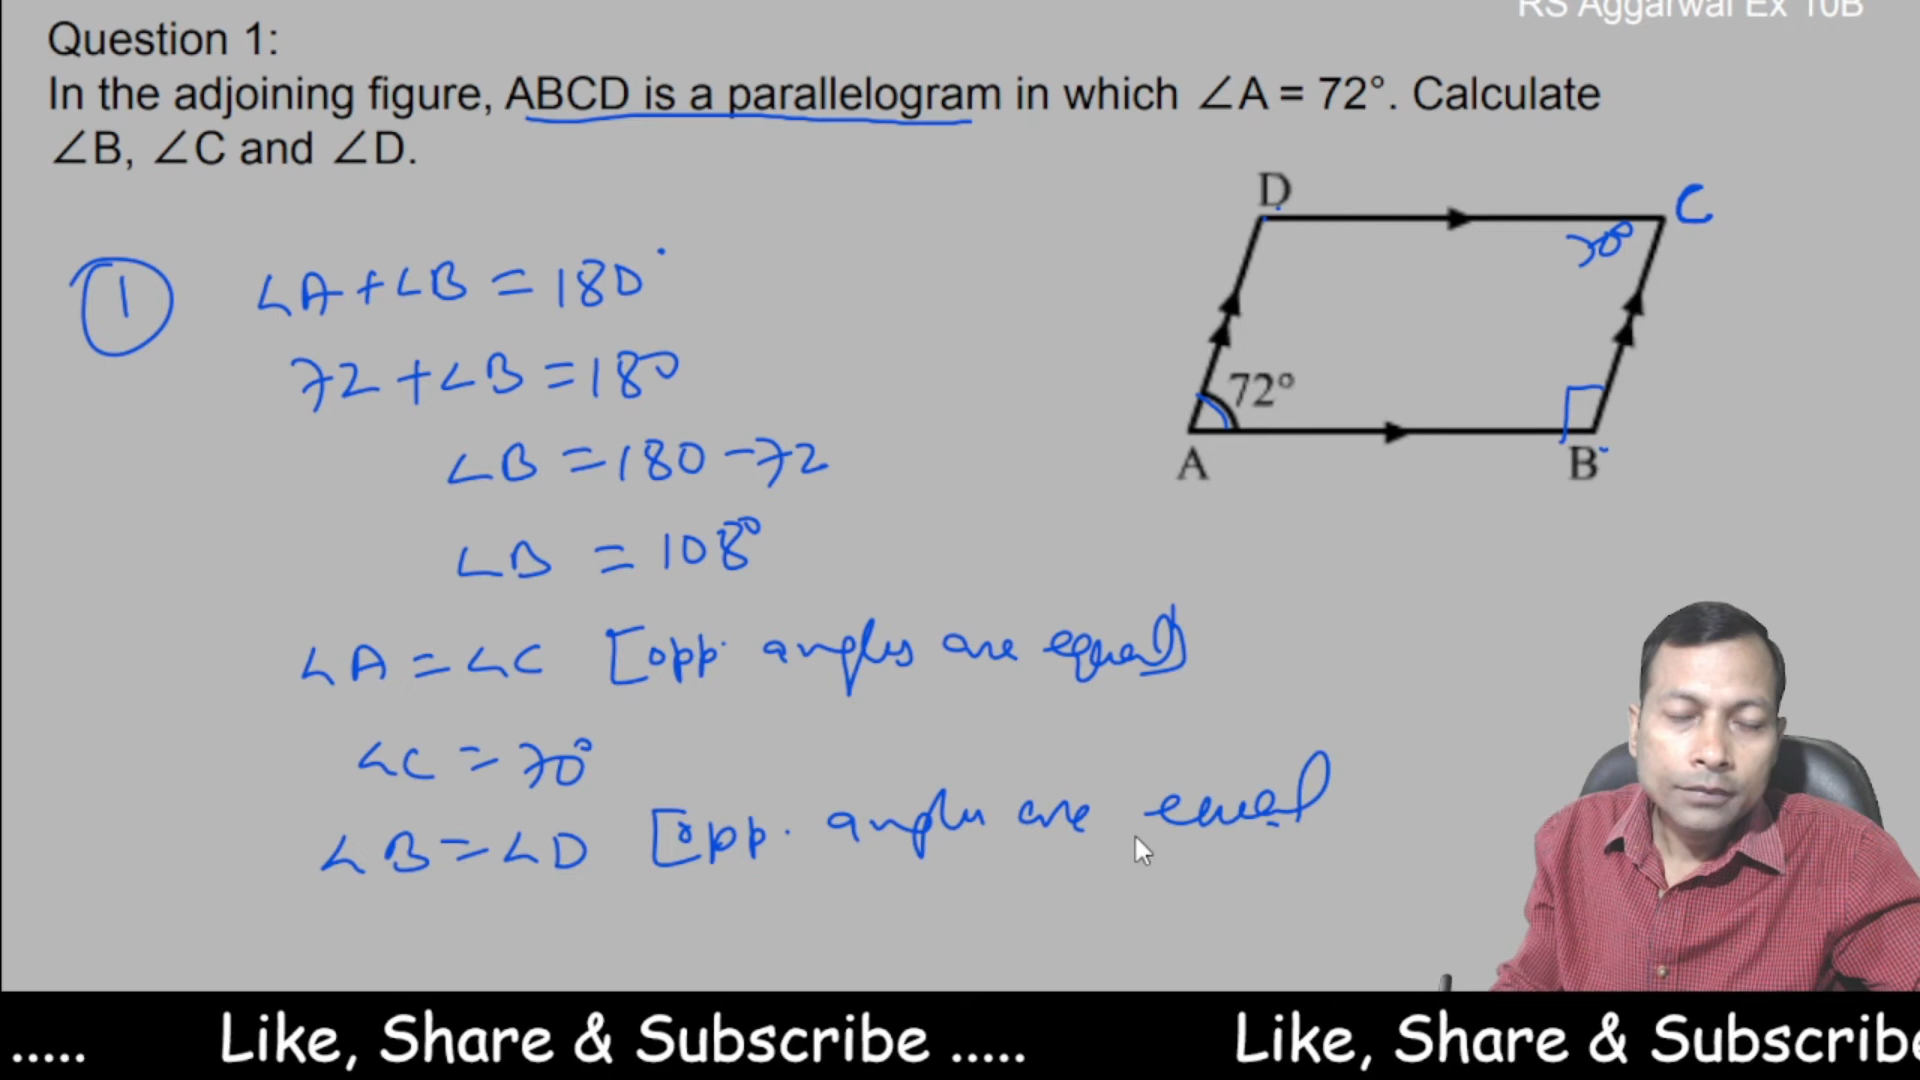 RS Aggarwal Ex 10B
Question 1:
In the adjoining figure, ABCD is a parallelogram in which ∠A = 72°. Calculate
∠B, ∠C and ∠D.
D
C
70°
72°
A
B
1
∠A+∠B = 180°
72 + ∠B = 180
∠B = 180 - 72
∠B = 108°
∠A = ∠C [opp. angles are equal]
∠C = 70°
∠B = ∠D [opp. angles are equal
..... Like, Share & Subscribe ..... Like, Share & Subscribe